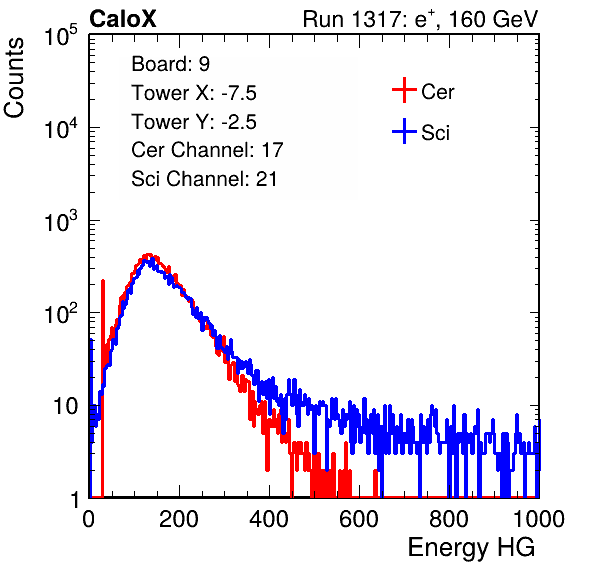 CaloX Run 1317: e⁺, 160 GeV
Counts
Board: 9
Tower X: -7.5
Tower Y: -2.5
Cer Channel: 17
Sci Channel: 21
Cer
Sci
10⁵
10⁴
10³
10²
10
1
0 200 400 600 800 1000
Energy HG